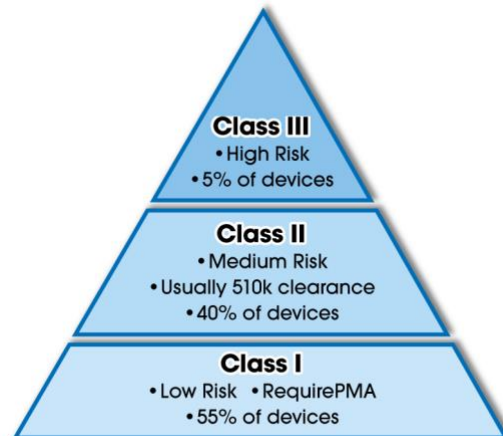 Class III
• High Risk
• 5% of devices
Class II
• Medium Risk
• Usually 510k clearance
• 40% of devices
Class I
• Low Risk • RequirePMA
• 55% of devices